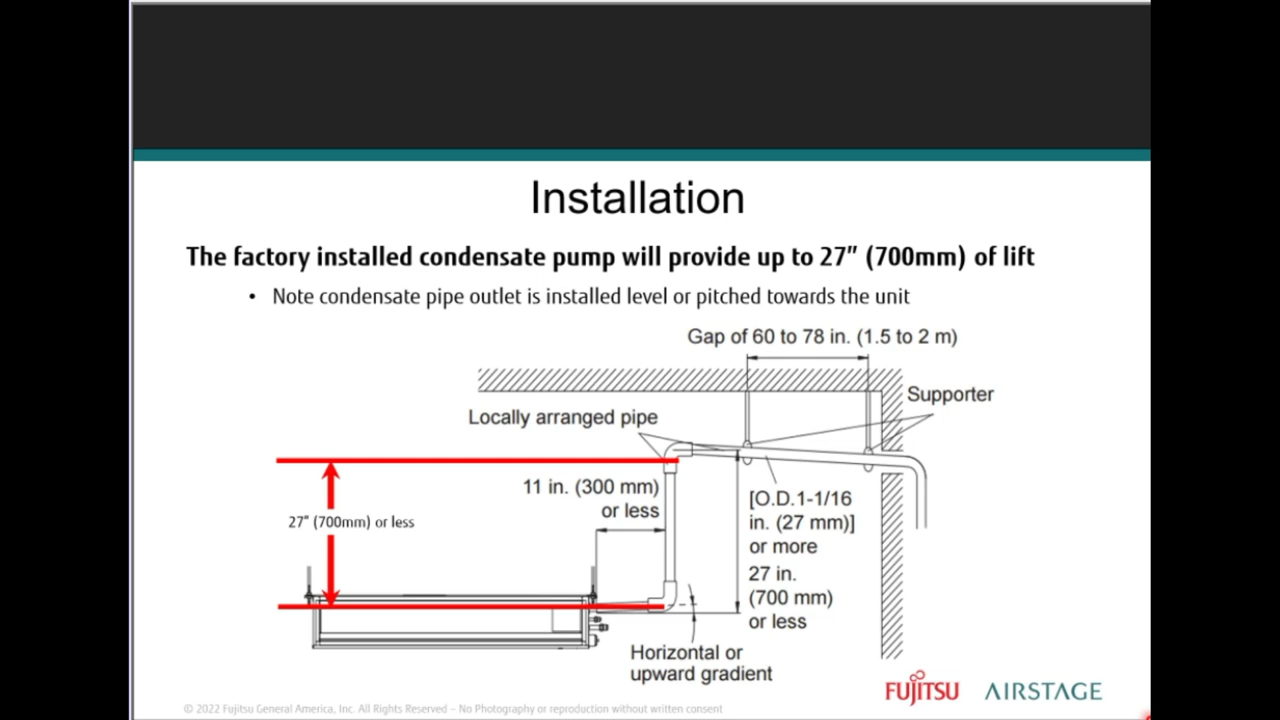 Installation
The factory installed condensate pump will provide up to 27" (700mm) of lift
• Note condensate pipe outlet is installed level or pitched towards the unit
Gap of 60 to 78 in. (1.5 to 2 m)
Supporter
Locally arranged pipe
11 in. (300 mm)
or less
[O.D.1-1/16
in. (27 mm)]
or more
27" (700mm) or less
27 in.
(700 mm)
or less
Horizontal or
upward gradient
FUJITSU AIRSTAGE
© 2022 Fujitsu General America, Inc. All Rights Reserved – No Photography or reproduction without written consent